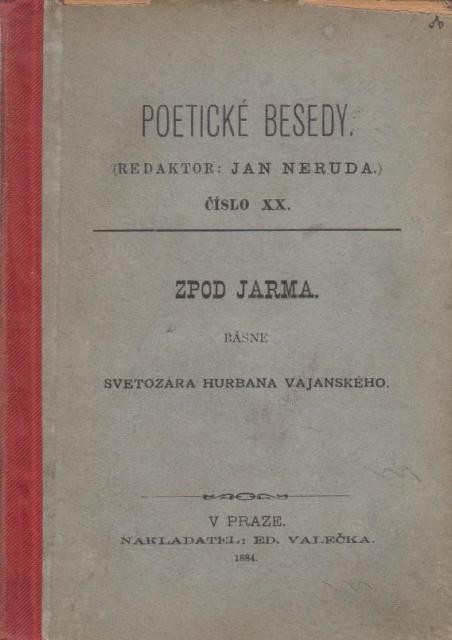 POETICKÉ BESEDY.
(REDAKTOR: JAN NERUDA.)
ČÍSLO XX.
ZPOD JARMA.
BÁSNE
SVETOZÁRA HURBANA VAJANSKÉHO.
V PRAZE.
NAKLADATEL: ED. VALEČKA.
1884.